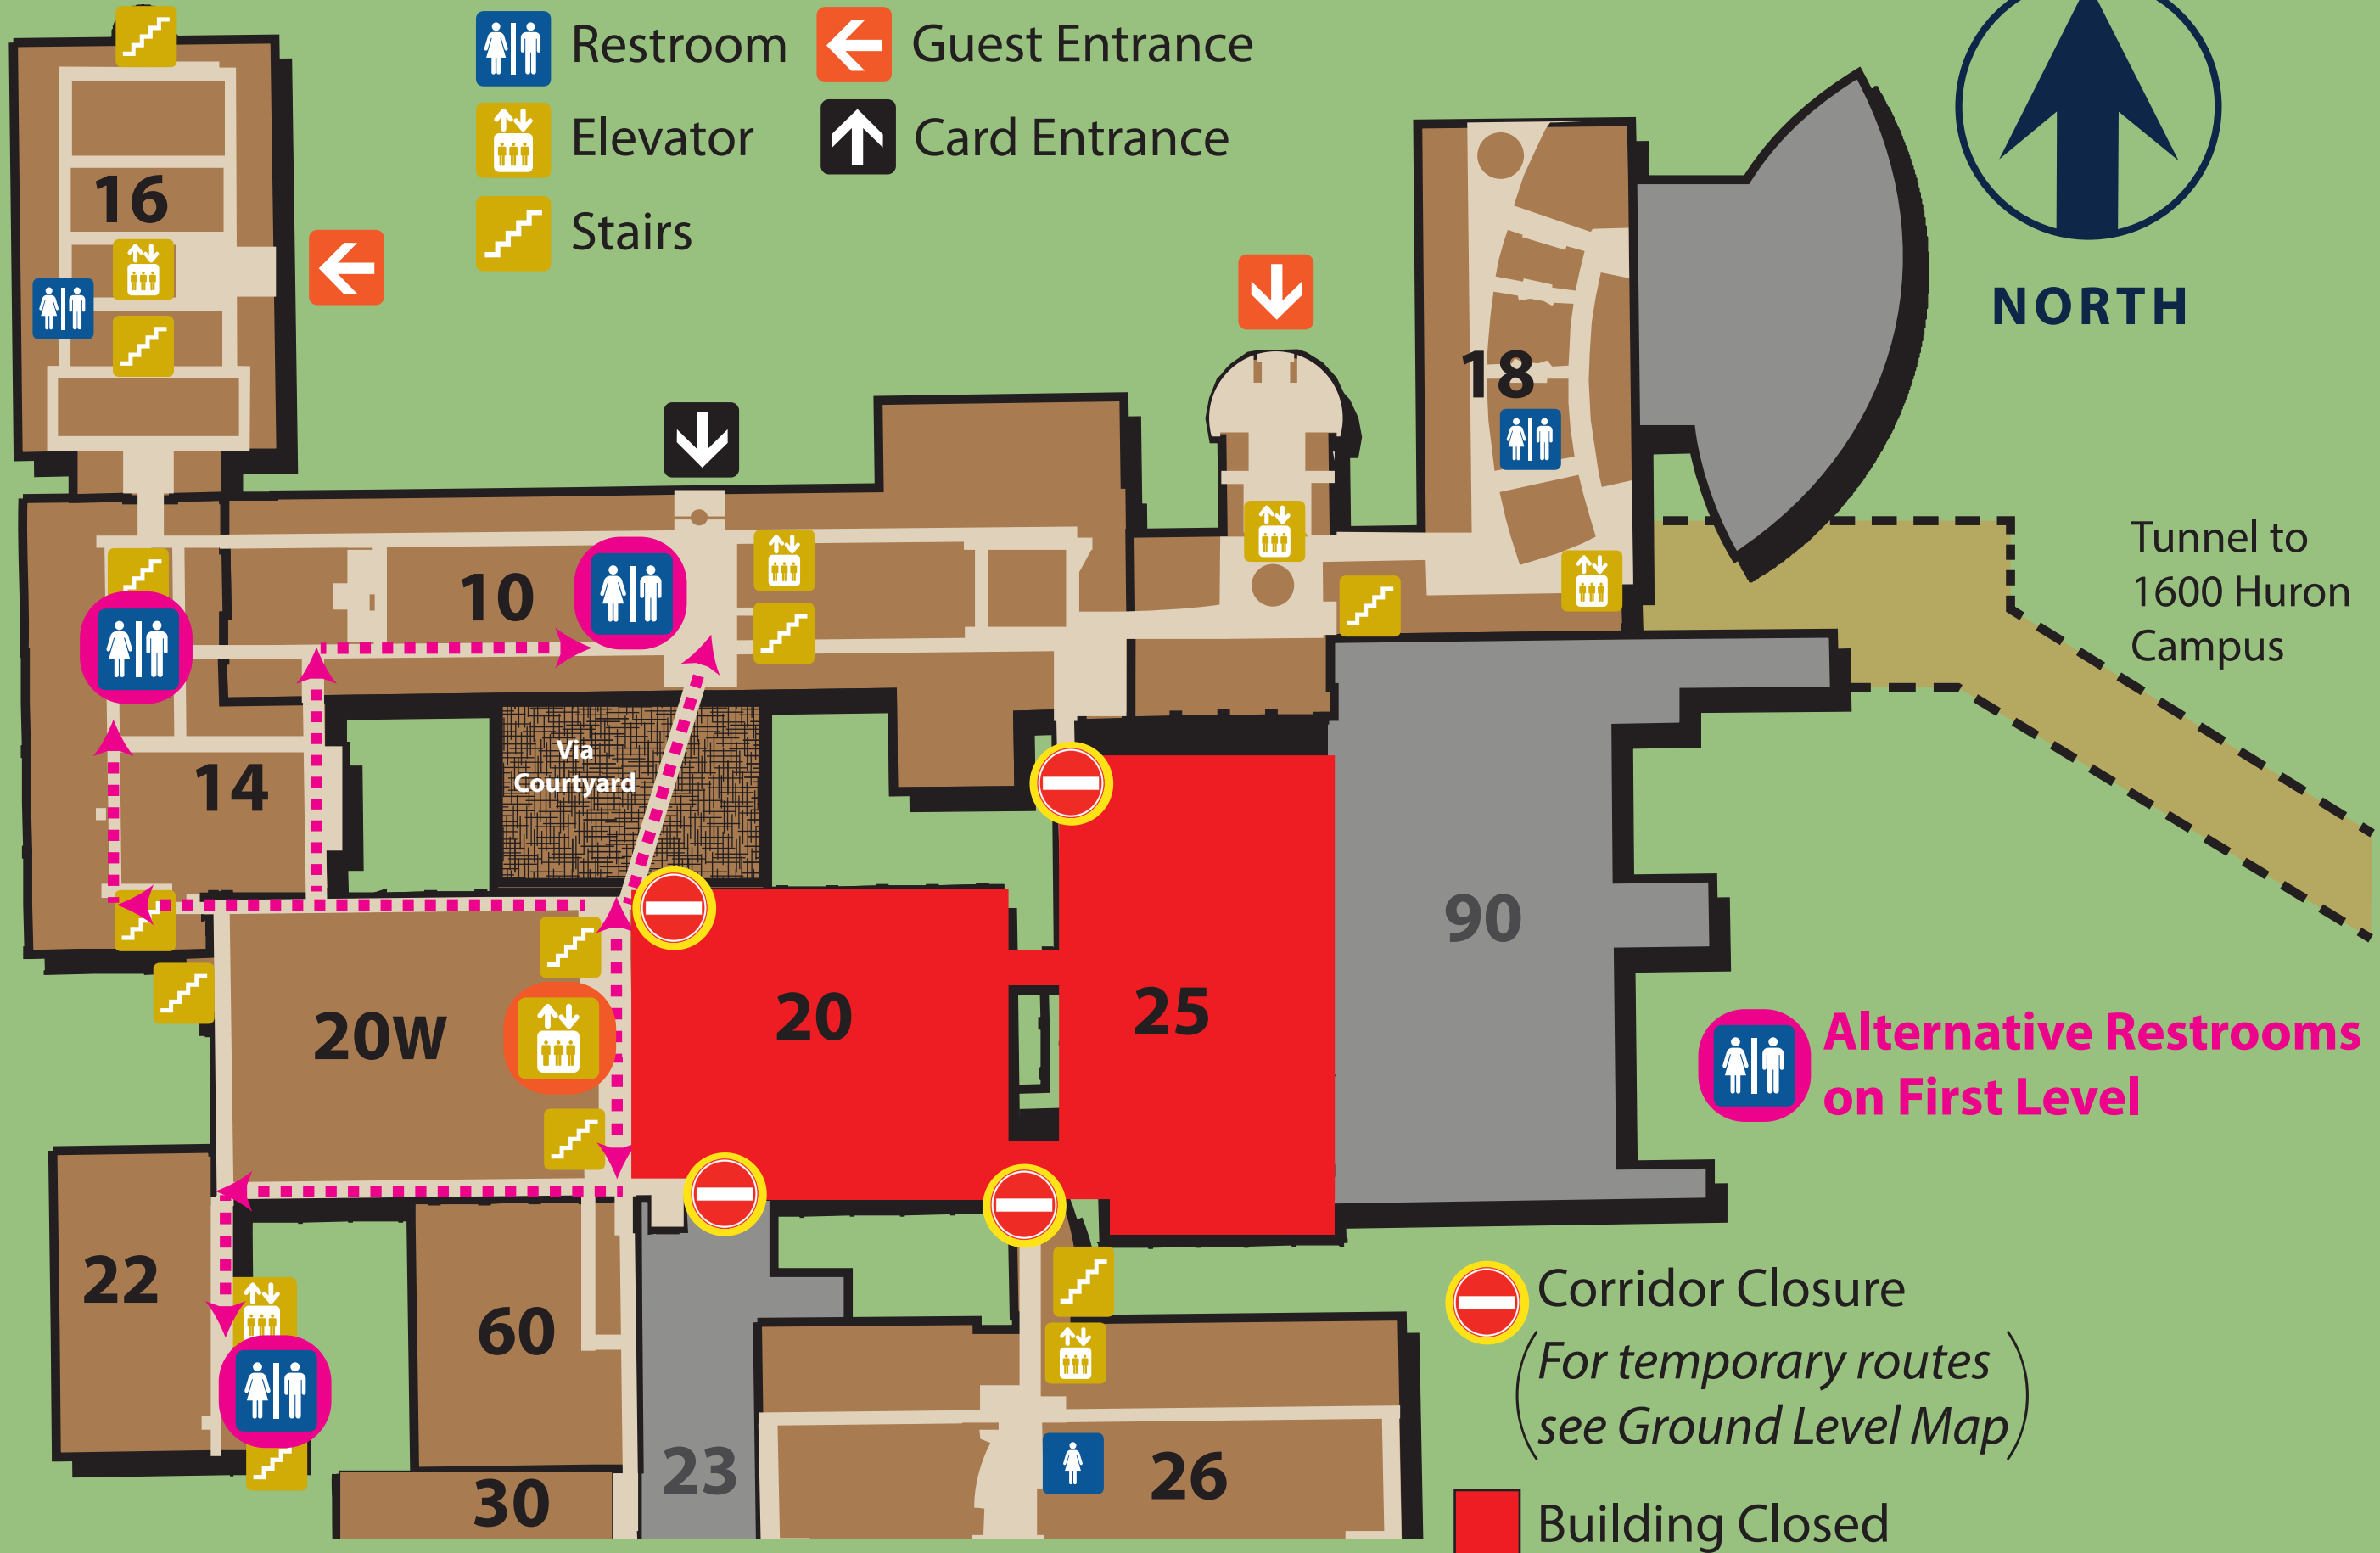 Restroom
Guest Entrance
Elevator
Card Entrance
Stairs
NORTH
16
18
10
Tunnel to
1600 Huron
Campus
Via
Courtyard
14
90
20W
20
25
Alternative Restrooms
on First Level
22
60
23
26
30
Corridor Closure
(For temporary routes
see Ground Level Map)
Building Closed